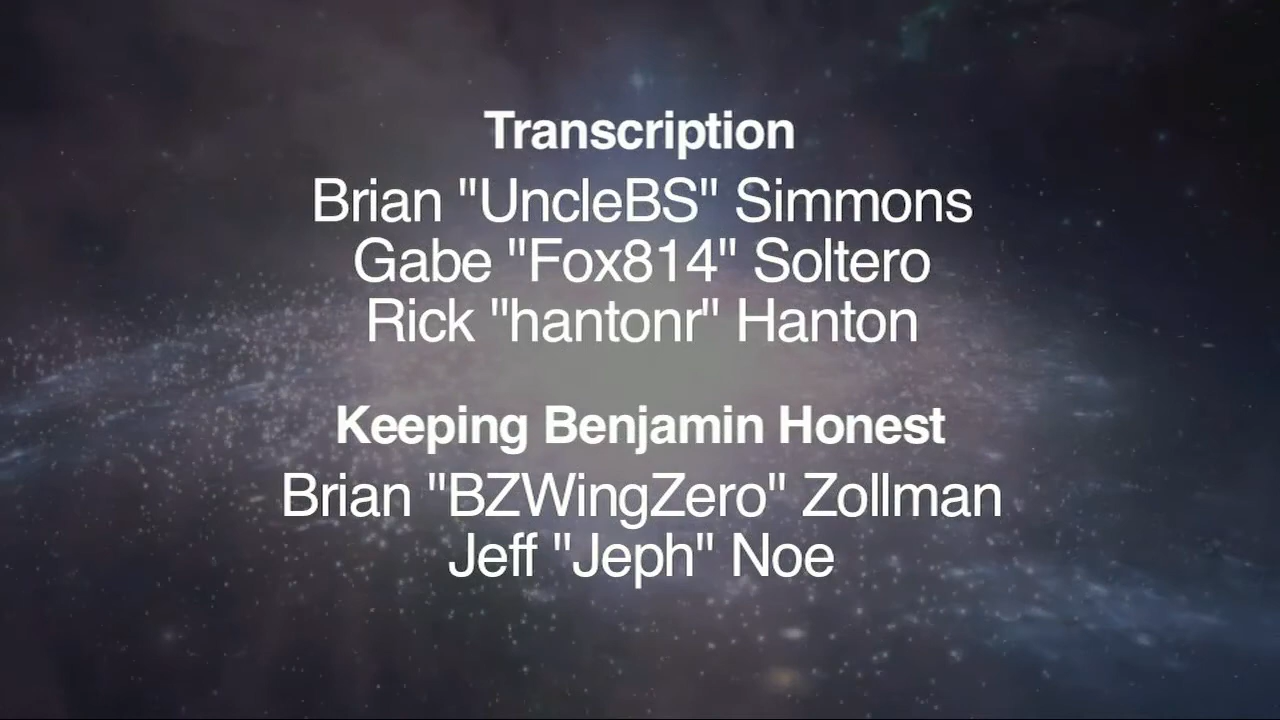 Transcription
Brian "UncleBS" Simmons
Gabe "Fox814" Soltero
Rick "hantonr" Hanton
Keeping Benjamin Honest
Brian "BZWingZero" Zollman
Jeff "Jeph" Noe